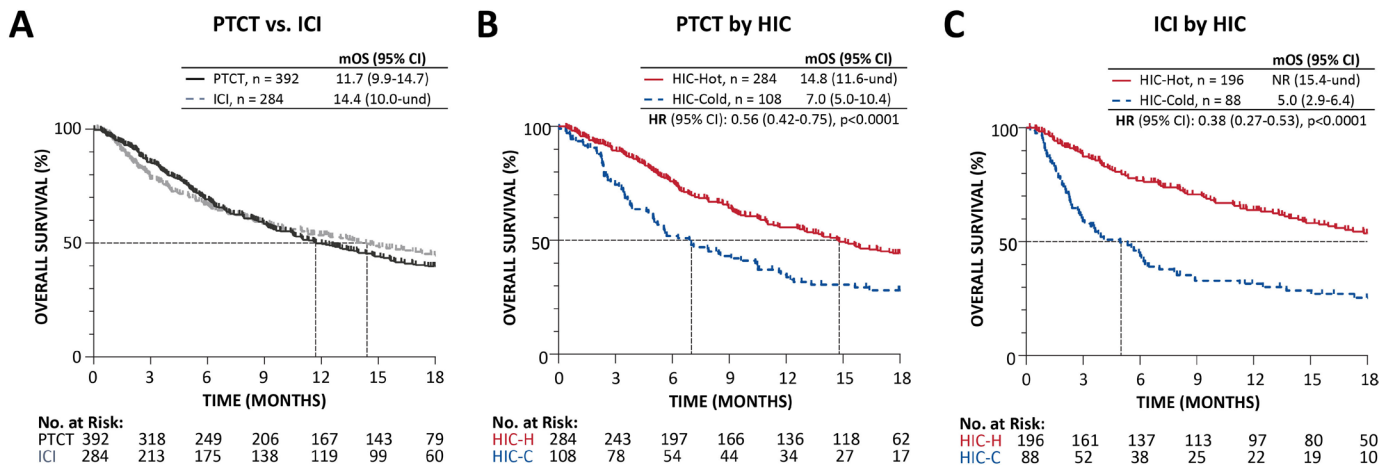 A
PTCT vs. ICI
mOS (95% CI)
PTCT, n = 392 11.7 (9.9-14.7)
ICI, n = 284 14.4 (10.0-und)
OVERALL SURVIVAL (%)
100
50
0
0 3 6 9 12 15 18
TIME (MONTHS)
No. at Risk:
PTCT 392 318 249 206 167 143 79
ICI 284 213 175 138 119 99 60
B
PTCT by HIC
mOS (95% CI)
HIC-Hot, n = 284 14.8 (11.6-und)
HIC-Cold, n = 108 7.0 (5.0-10.4)
HR (95% CI): 0.56 (0.42-0.75), p<0.0001
OVERALL SURVIVAL (%)
100
50
0
0 3 6 9 12 15 18
TIME (MONTHS)
No. at Risk:
HIC-H 284 243 197 166 136 118 62
HIC-C 108 78 54 44 34 27 17
C
ICI by HIC
mOS (95% CI)
HIC-Hot, n = 196 NR (15.4-und)
HIC-Cold, n = 88 5.0 (2.9-6.4)
HR (95% CI): 0.38 (0.27-0.53), p<0.0001
OVERALL SURVIVAL (%)
100
50
0
0 3 6 9 12 15 18
TIME (MONTHS)
No. at Risk:
HIC-H 196 161 137 113 97 80 50
HIC-C 88 52 38 25 22 19 10